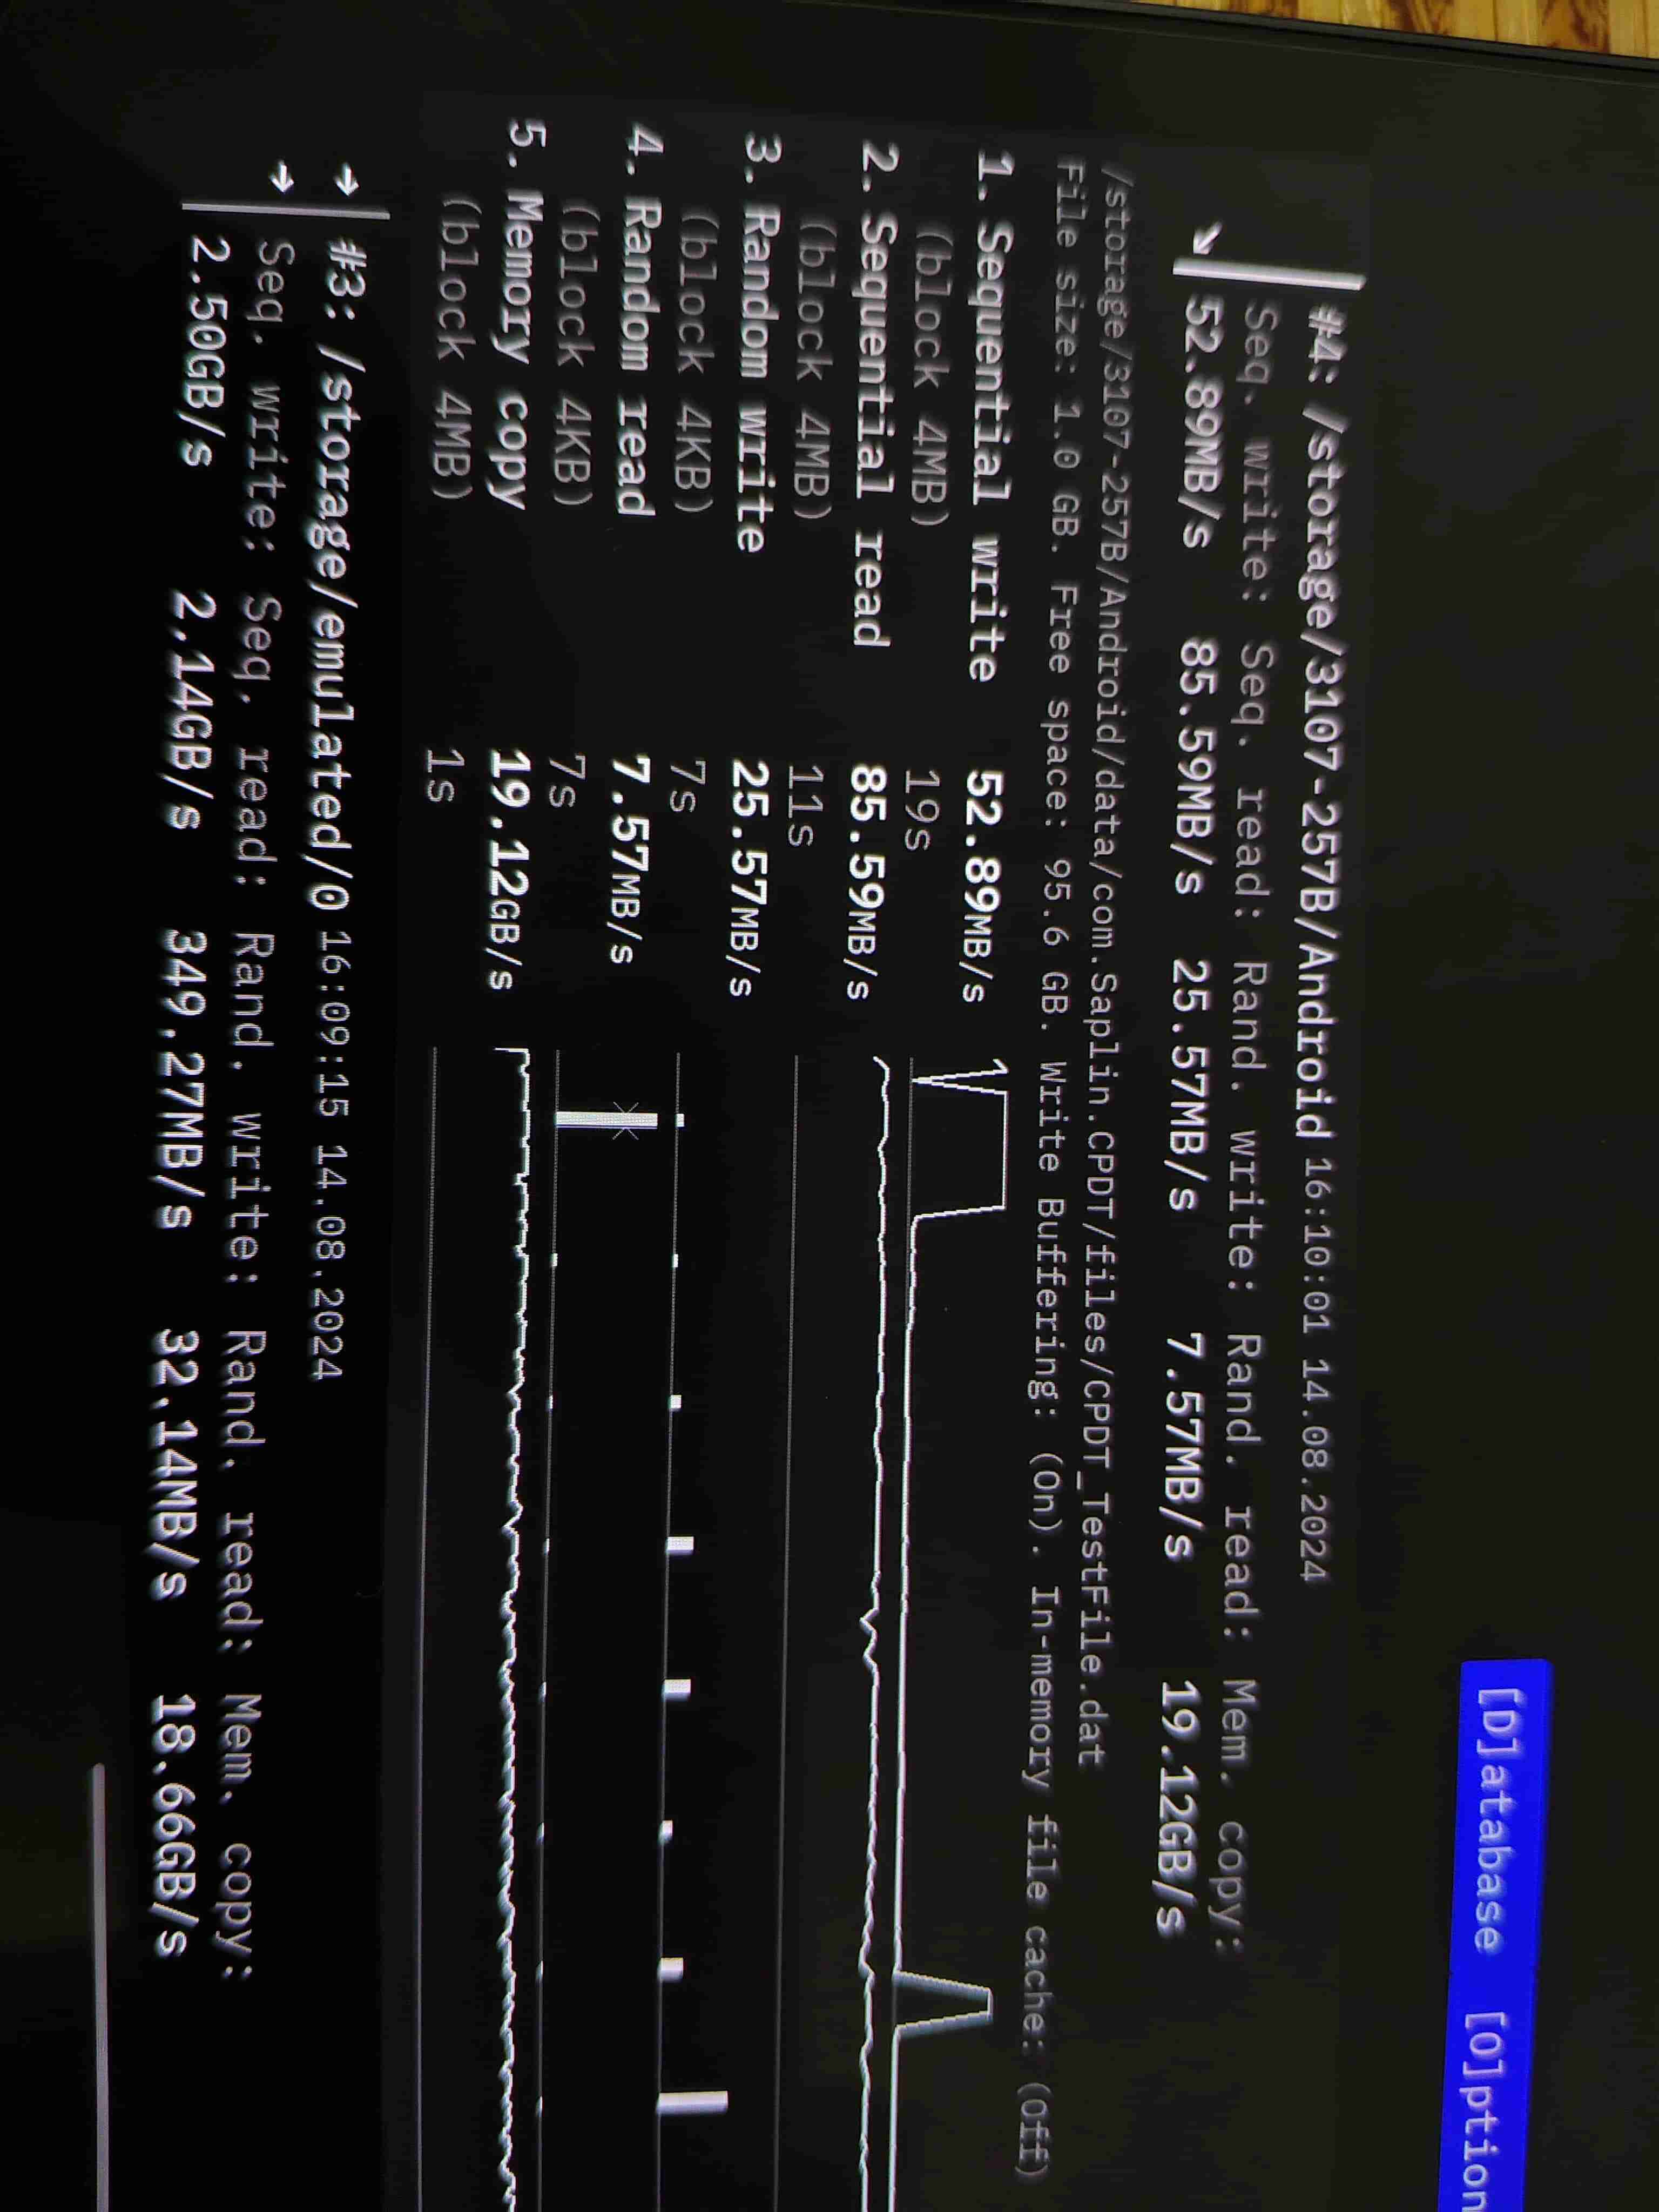 [D]atabase [O]ption
#4: /storage/3107-257B/Android 16:10:01 14.08.2024
Seq. write: Seq. read: Rand. write: Rand. read: Mem. copy:
52.89MB/s 85.59MB/s 25.57MB/s 7.57MB/s 19.12GB/s
/storage/3107-257B/Android/data/com.Saplin.CPDT/files/CPDT_TestFile.dat
File size: 1.0 GB. Free space: 95.6 GB. Write Buffering: (On). In-memory file cache: (Off)
1. Sequential write 52.89MB/s
(block 4MB) 19s
2. Sequential read 85.59MB/s
(block 4MB) 11s
3. Random write 25.57MB/s
(block 4KB) 7s
4. Random read 7.57MB/s
(block 4KB) 7s
5. Memory copy 19.12GB/s
(block 4MB) 1s
#3: /storage/emulated/0 16:09:15 14.08.2024
Seq. write: Seq. read: Rand. write: Rand. read: Mem. copy:
2.50GB/s 2.14GB/s 349.27MB/s 32.14MB/s 18.66GB/s